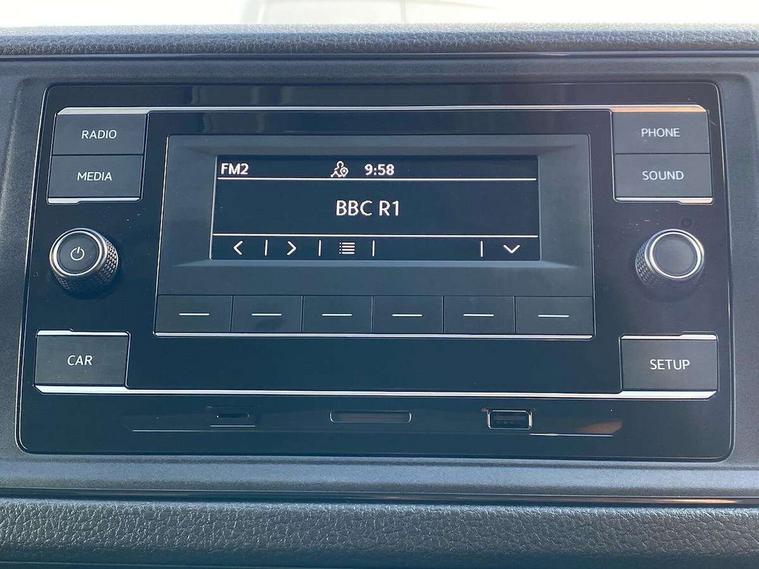 RADIO
MEDIA
FM2 9:58
BBC R1
PHONE
SOUND
CAR
SETUP